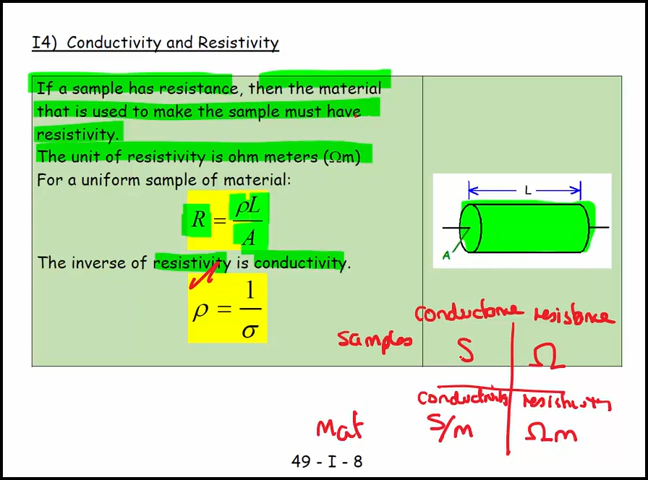 I4) Conductivity and Resistivity
If a sample has resistance, then the material
that is used to make the sample must have
resistivity.
The unit of resistivity is ohm meters (Ωm)
For a uniform sample of material:
R = ρL/A
The inverse of resistivity is conductivity.
ρ = 1/σ
L
A
Conductance resistance
Samples S Ω
Conductivity resistivity
Mat S/m Ωm
49 - I - 8